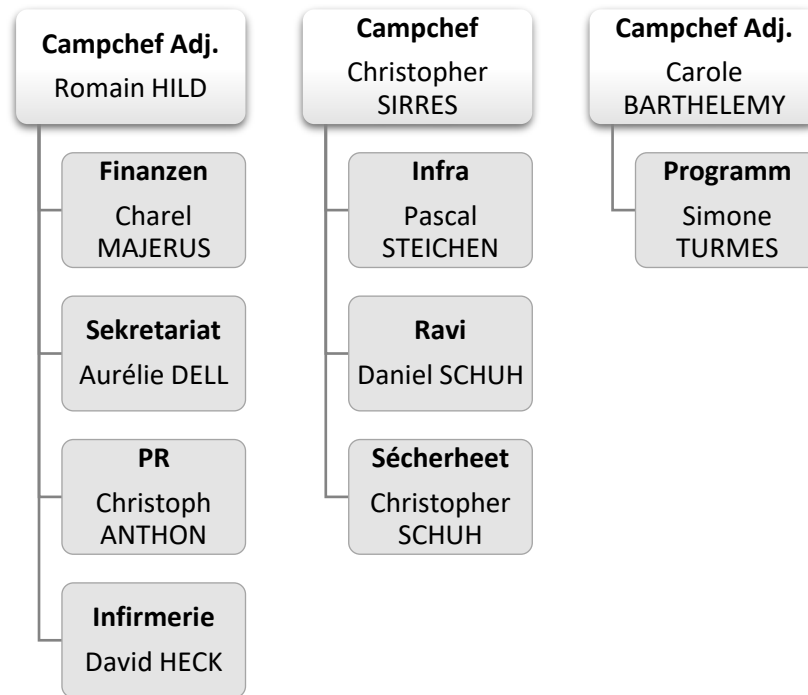 Campchef Adj.
Romain HILD
Finanzen
Charel
MAJERUS
Sekretariat
Aurélie DELL
PR
Christoph
ANTHON
Infirmerie
David HECK
Campchef
Christopher
SIRRES
Infra
Pascal
STEICHEN
Ravi
Daniel SCHUH
Sécherheet
Christopher
SCHUH
Campchef Adj.
Carole
BARTHELEMY
Programm
Simone
TURMES